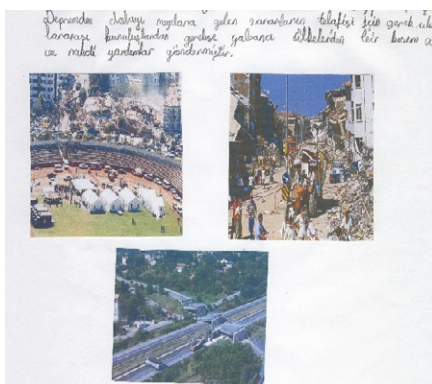 Depremden dolayı meydana gelen zararların telafisi için gerek ulus
lararası kuruluşlardan gerekse yabancı ülkelerden bir kısım a
ve nakdi yardımlar gönderilmiştir.